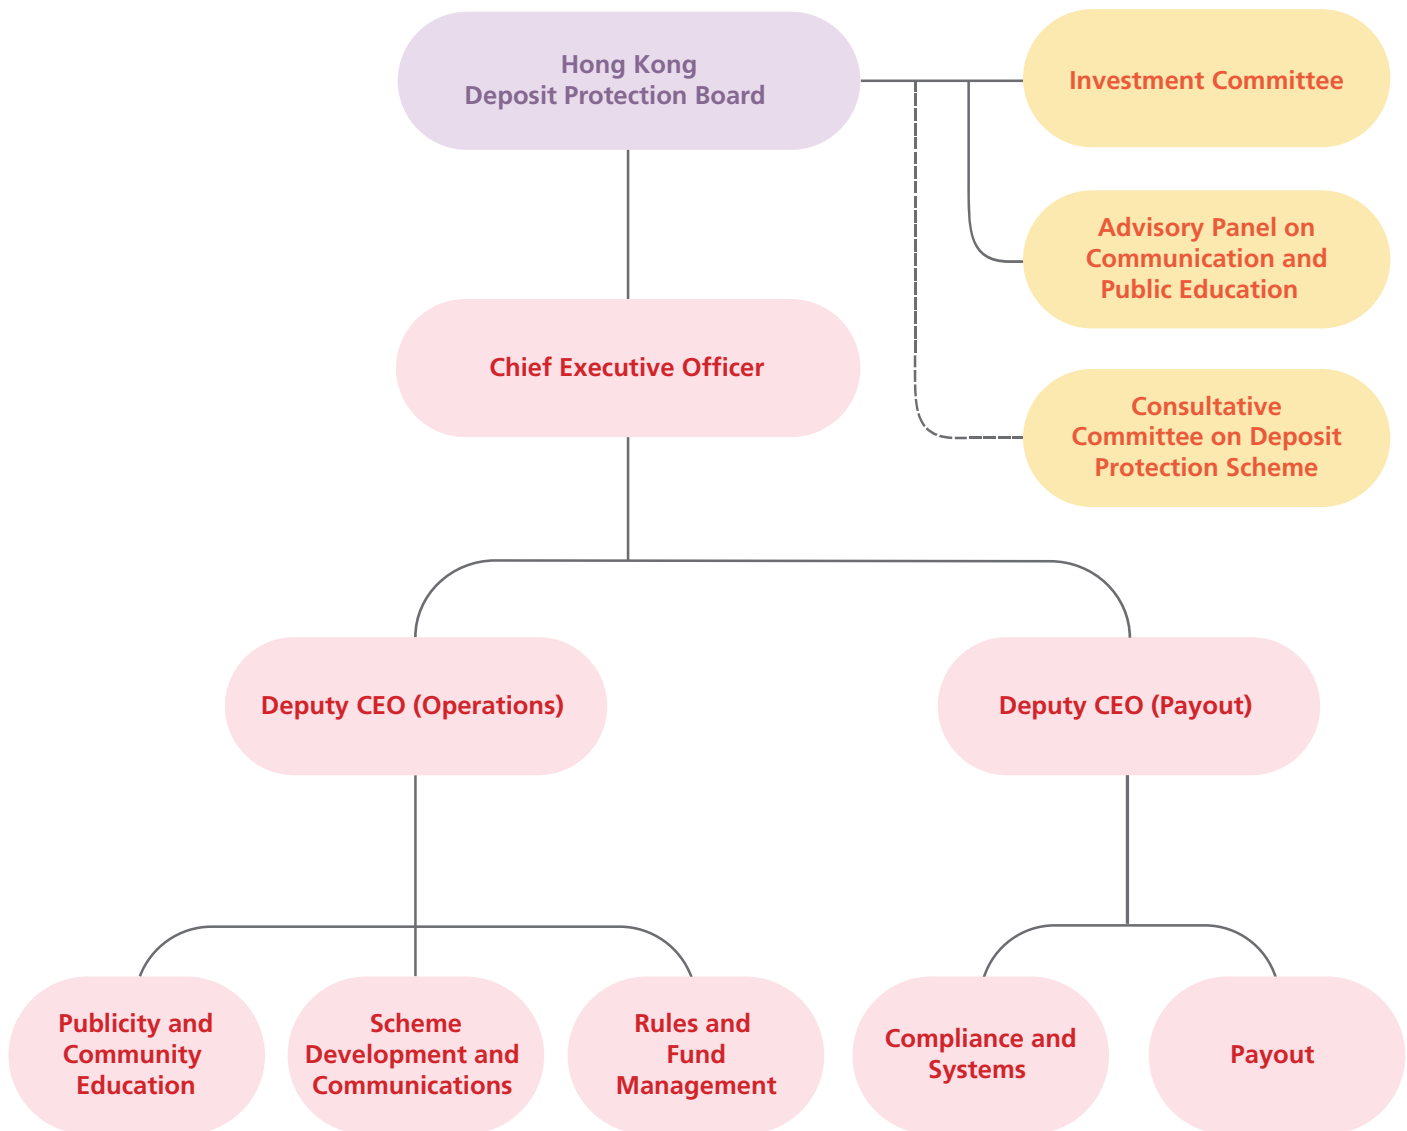 Hong Kong
Deposit Protection Board
Investment Committee
Advisory Panel on
Communication and
Public Education
Chief Executive Officer
Consultative
Committee on Deposit
Protection Scheme
Deputy CEO (Operations)
Deputy CEO (Payout)
Publicity and
Community
Education
Scheme
Development and
Communications
Rules and
Fund
Management
Compliance and
Systems
Payout